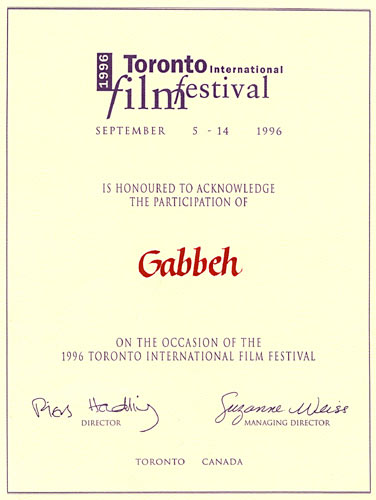 1996
Toronto International
film festival
SEPTEMBER 5 - 14 1996
IS HONOURED TO ACKNOWLEDGE
THE PARTICIPATION OF
Gabbeh
ON THE OCCASION OF THE
1996 TORONTO INTERNATIONAL FILM FESTIVAL
Piers Handling
Suzanne Weiss
DIRECTOR
MANAGING DIRECTOR
TORONTO CANADA